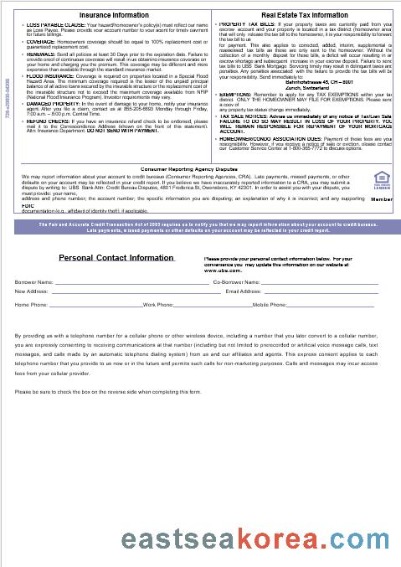 Insurance Information
LOSS PAYABLE CLAUSE: Your hazard/homeowner's policy(s) must reflect our name
as Loss Payee. Please provide your account number to your agent for timely payment
for future billings.
COVERAGE: Homeowners coverage should be equal to 100% replacement cost or
guaranteed replacement cost.
RENEWALS: Send all policies at least 30 Days prior to the expiration date. Failure to
provide proof of continuous coverage will result in us obtaining insurance coverage on
your home and charging you the premium. This coverage may be different and more
expensive than available through the standard insurance market.
FLOOD INSURANCE: Coverage is required on properties located in a Special Flood
Hazard Area. The minimum coverage required is the lesser of the unpaid principal
balance of all active loans secured by the insurable structure or the replacement cost of
the insurable structure not to exceed the maximum coverage available from NFIP
(National Flood Insurance Program). Investor requirements may vary.
DAMAGED PROPERTY: In the event of damage to your home, notify your insurance
agent. After you file a claim, contact us at Monday through Friday,
7:00 a.m. – 8:00 p.m. Central Time.
REFUND CHECKS: If you have an insurance refund check to be endorsed, please
mail it to the Correspondence Address shown on the front of this statement.
Attn: Insurance Department. DO NOT SEND WITH PAYMENT.
Real Estate Tax Information
PROPERTY TAX BILLS: If your property taxes are currently paid from your
escrow account and your property is located in a tax district (homeowner area)
that will only release the tax bill to the homeowner, it is your responsibility to forward
the tax bill to us
for payment. This also applies to corrected, added, interim, supplemental or
reassessed tax bills as these are only sent to the homeowner. Without the
collection of a monthly deposit for these bills, a deficit will occur resulting in an
escrow shortage and subsequent increase in your escrow deposit. Failure to sent
tax bills to UBS Bank Mortgage Servicing timely may result in delinquent taxes and
penalties. Any penalties associated with the failure to provide the tax bills will be
your responsibility. Send immediately to:
Bahnhofstrasse 45, CH – 8001
Zurich, Switzerland
EXEMPTIONS: Remember to apply for any TAX EXEMPTIONS within your tax
district. ONLY THE HOMEOWNER MAY FILE FOR EXEMPTIONS. Please send
a copy of
any property tax status change immediately.
TAX SALE NOTICES: Advise us immediately of any notice of Tax/Lien Sale.
FAILURE TO DO SO MAY RESULT IN LOSS OF YOUR PROPERTY. YOU
WILL REMAIN RESPONSIBLE FOR REPAYMENT OF YOUR MORTGAGE
ACCOUNT.
HOMEOWNER/CONDO ASSOCIATION DUES: Payment of these fees are your
responsibility. However, if you receive a notice of sale or eviction, please contact
our Customer Service Center at to discuss options.
Consumer Reporting Agency Disputes
We may report information about your account to credit bureaus (Consumer Reporting Agencies, CRA). Late payments, missed payments, or other
defaults on your account may be reflected in your credit report. If you believe we have inaccurately reported information to a CRA, you may submit a
dispute by writing to: UBS Bank Attn: Credit Bureau Disputes, Owensboro, KY 42301. In order to assist you with your dispute, you
must provide: your name,
address and phone number; the account number; the specific information you are disputing; an explanation of why it is incorrect; and any supporting
documentation (e.g., affidavit of identity theft), if applicable.
Member
FDIC
The Fair and Accurate Credit Transaction Act of 2003 requires us to notify you that we may report information about your account to credit bureaus.
Late payments, missed payments or other defaults on your account may be reflected in your credit report.
Personal Contact Information
Please provide your personal contact information below. For your
convenience you may update this information on our website at
www.ubs.com.
Borrower Name: Co-Borrower Name:
New Address: Email Address:
Home Phone: Work Phone: Mobile Phone:
By providing us with a telephone number for a cellular phone or other wireless device, including a number that you later convert to a cellular number,
you are expressly consenting to receiving communications at that number (including but not limited to prerecorded or artificial voice message calls, text
messages, and calls made by an automatic telephone dialing system) from us and our affiliates and agents. This express consent applies to each
telephone number that you provide to us now or in the future and permits such calls for non-marketing purposes. Calls and messages may incur access
fees from your cellular provider.
Please be sure to check the box on the reverse side when completing this form.
eastseakorea.com